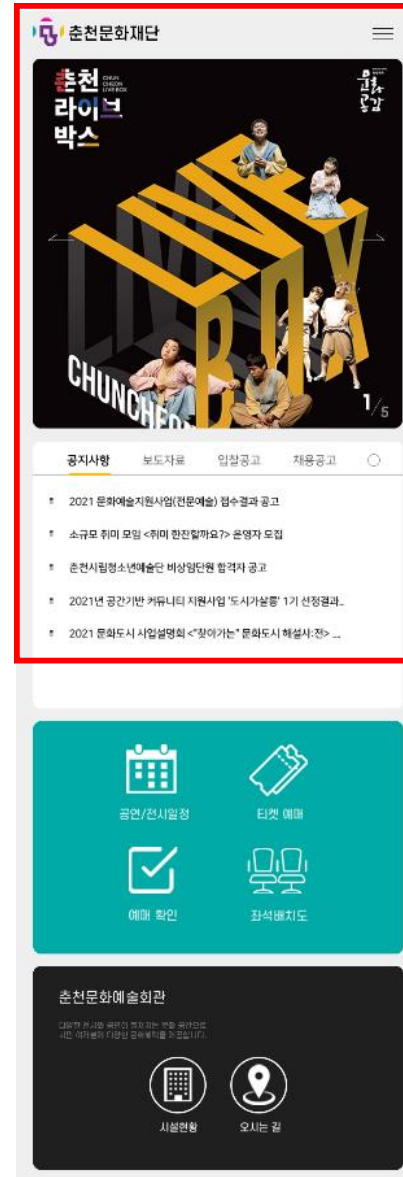 춘천문화재단
춘천
CHUN
CHEON
LIVE BOX
라이브
박스
문화
공감
LIVE
BOX
LIVE
CHUNCHEON
1/5
공지사항 보도자료 입찰공고 채용공고
2021 문화예술지원사업(전문예술) 접수결과 공고
소규모 취미 모임 <취미 한잔할까요?> 운영자 모집
춘천시립청소년예술단 비상임단원 합격자 공고
2021년 공간기반 커뮤니티 지원사업 '도시가살롱' 1기 선정결과...
2021 문화도시 사업설명회 <"찾아가는" 문화도시 해설사:전> ...
공연/전시일정 티켓 예매
예매 확인 좌석배치도
춘천문화예술회관
시설현황 오시는 길